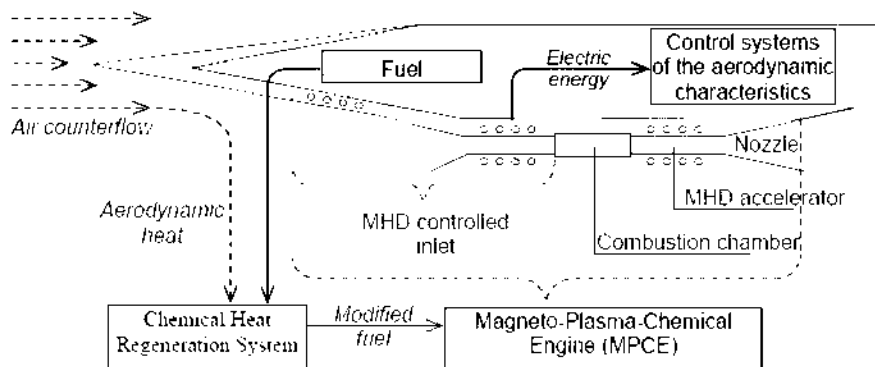 Fuel
Electric
energy
Control systems
of the aerodynamic
characteristics
Air counterflow
Nozzle
MHD accelerator
Combustion chamber
MHD controlled
inlet
Aerodynamic
heat
Chemical Heat
Regeneration System
Modified
fuel
Magneto-Plasma-Chemical
Engine (MPCE)